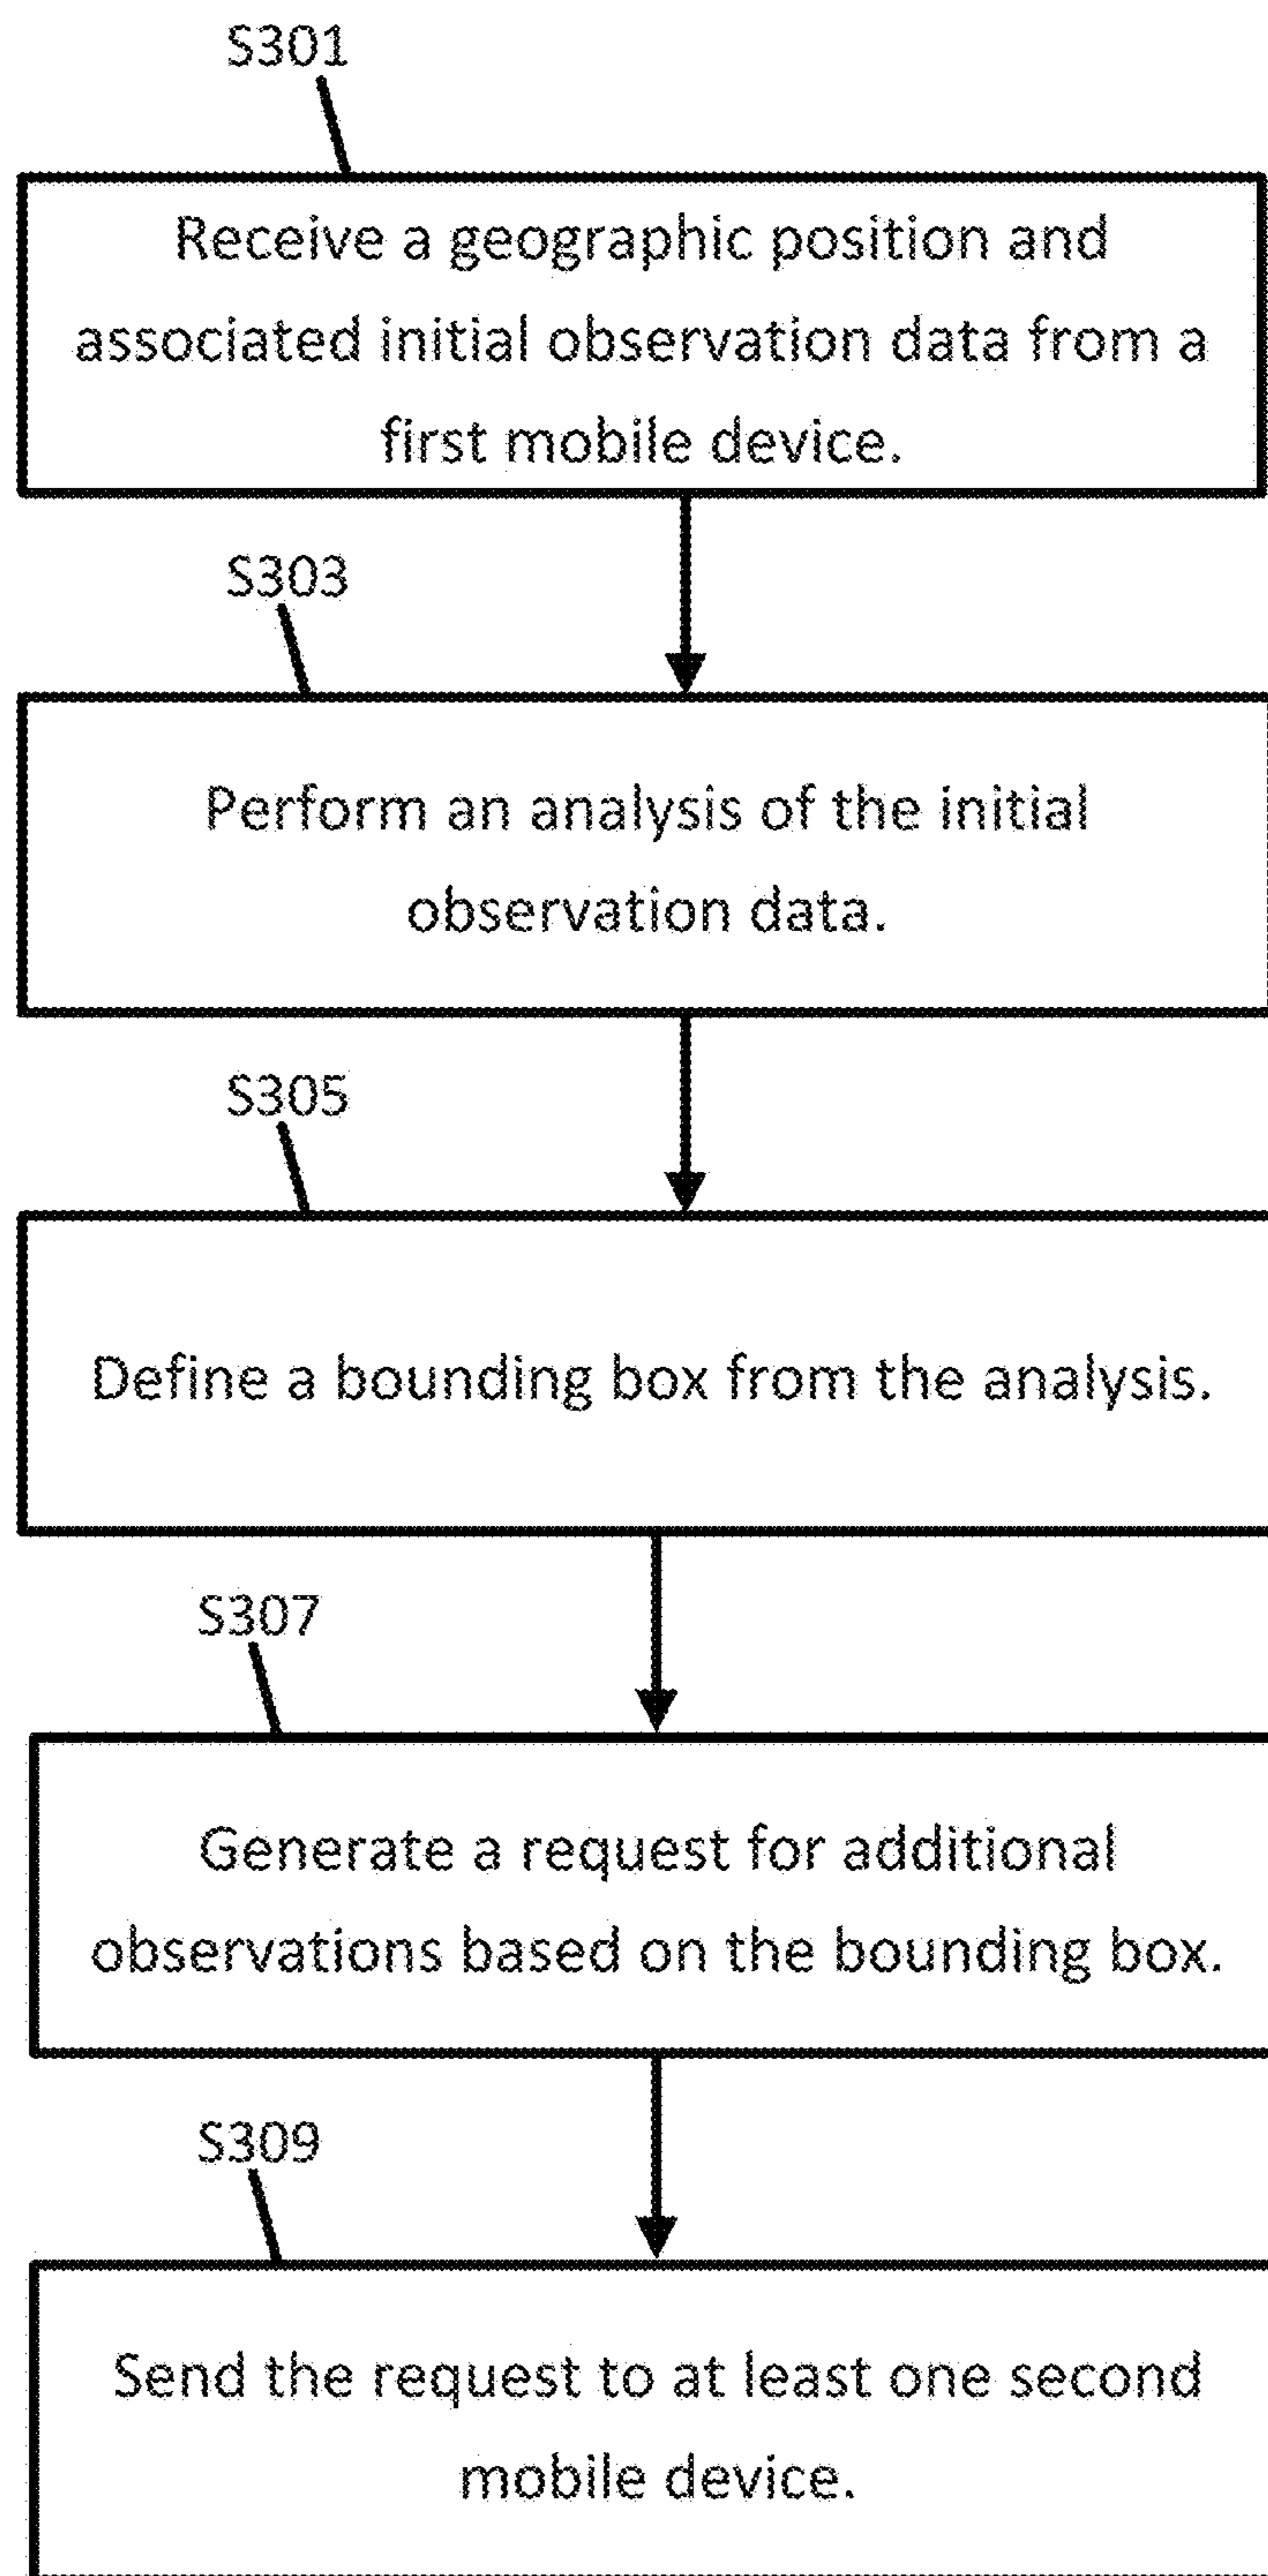 S301
Receive a geographic position and
associated initial observation data from a
first mobile device.
S303
Perform an analysis of the initial
observation data.
S305
Define a bounding box from the analysis.
S307
Generate a request for additional
observations based on the bounding box.
S309
Send the request to at least one second
mobile device.